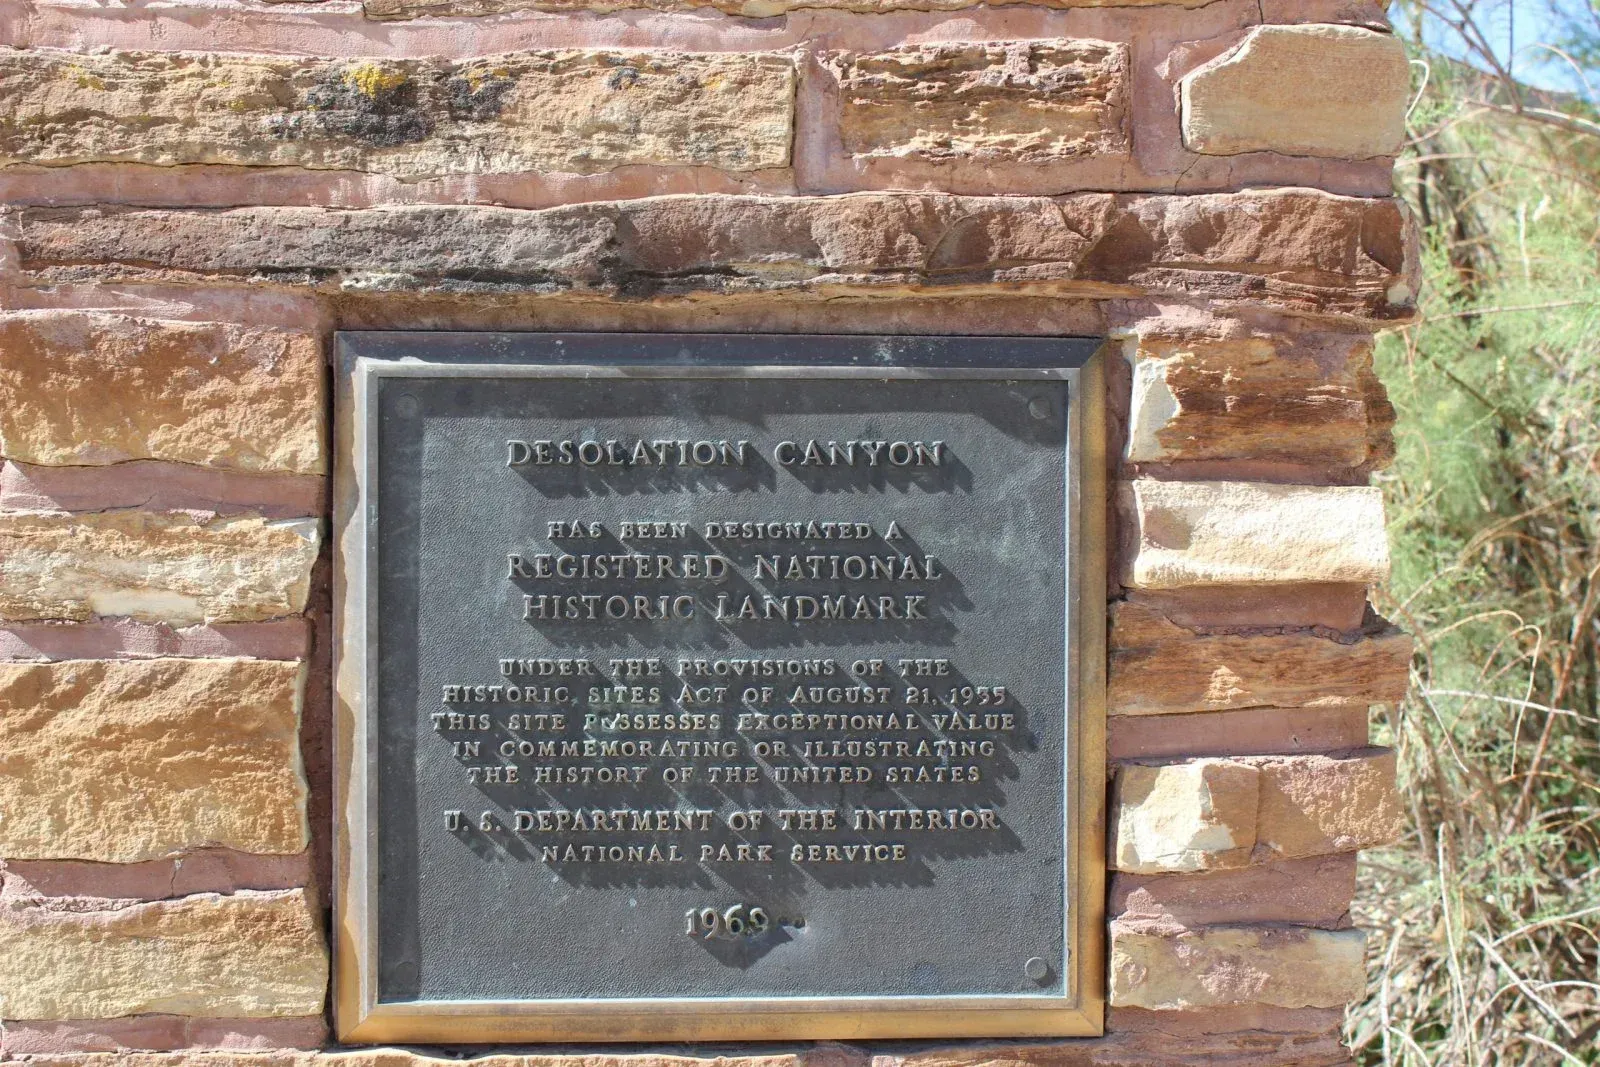 DESOLATION CANYON
HAS BEEN DESIGNATED A
REGISTERED NATIONAL
HISTORIC LANDMARK
UNDER THE PROVISIONS OF THE
HISTORIC SITES ACT OF AUGUST 21, 1935
THIS SITE POSSESSES EXCEPTIONAL VALUE
IN COMMEMORATING OR ILLUSTRATING
THE HISTORY OF THE UNITED STATES
U. S. DEPARTMENT OF THE INTERIOR
NATIONAL PARK SERVICE
1969